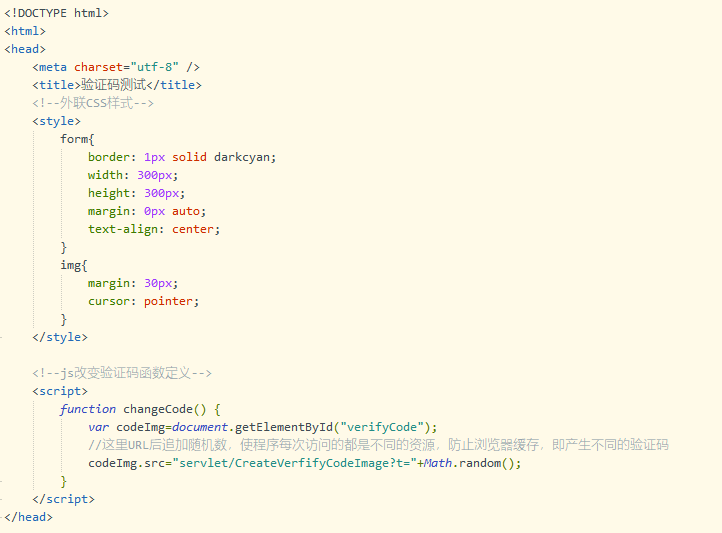 <!DOCTYPE html>
<html>
<head>
    <meta charset="utf-8" />
    <title>验证码测试</title>
    <!--外联CSS样式-->
    <style>
        form{
            border: 1px solid darkcyan;
            width: 300px;
            height: 300px;
            margin: 0px auto;
            text-align: center;
        }
        img{
            margin: 30px;
            cursor: pointer;
        }
    </style>

    <!--js改变验证码函数定义-->
    <script>
        function changeCode() {
            var codeImg=document.getElementById("verifyCode");
            //这里URL后追加随机数，使程序每次访问的都是不同的资源，防止浏览器缓存，即产生不同的验证码
            codeImg.src="servlet/CreateVerfifyCodeImage?t="+Math.random();
        }
    </script>
</head>